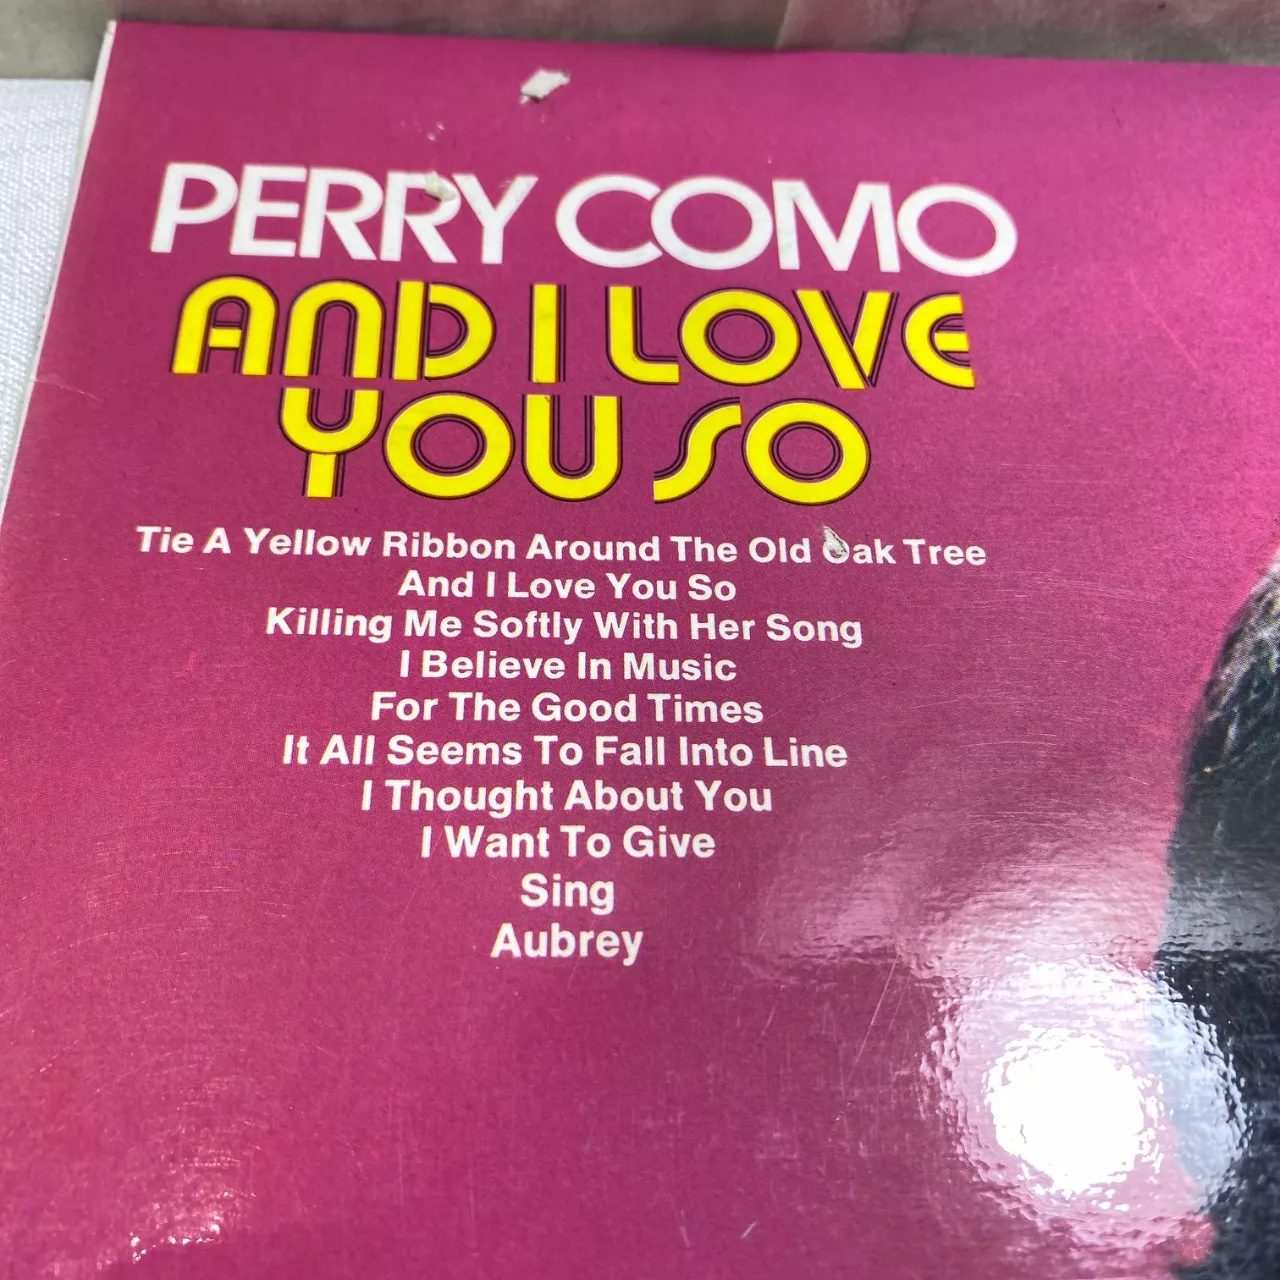 PERRY COMO
AND I LOVE
YOU SO
Tie A Yellow Ribbon Around The Old Oak Tree
And I Love You So
Killing Me Softly With Her Song
I Believe In Music
For The Good Times
It All Seems To Fall Into Line
I Thought About You
I Want To Give
Sing
Aubrey